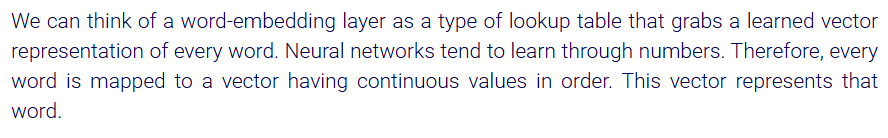 We can think of a word-embedding layer as a type of lookup table that grabs a learned vector
representation of every word. Neural networks tend to learn through numbers. Therefore, every
word is mapped to a vector having continuous values in order. This vector represents that
word.